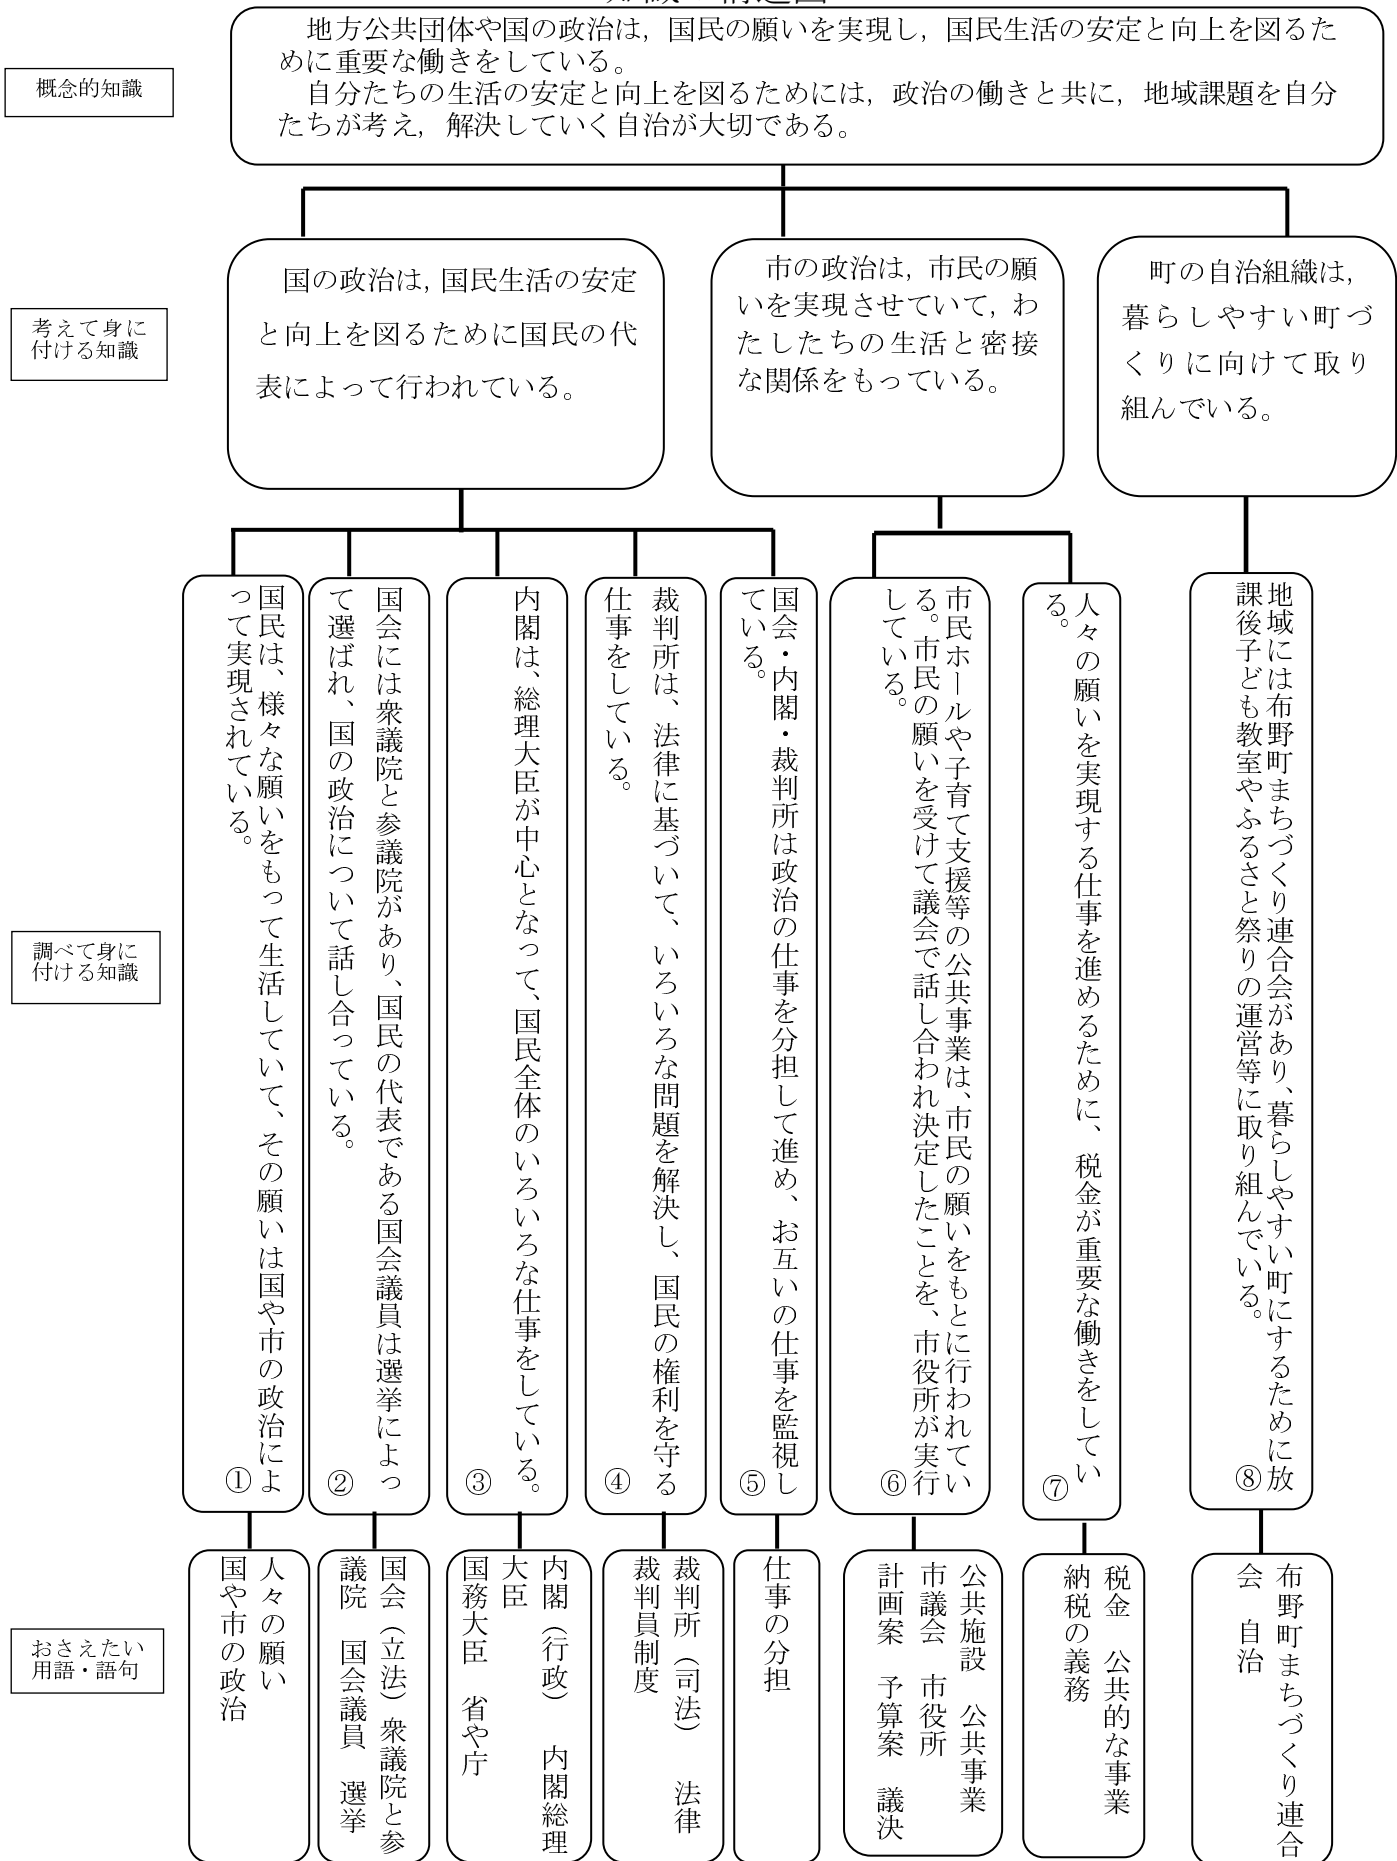 概念的知識
　地方公共団体や国の政治は，国民の願いを実現し，国民生活の安定と向上を図るた
めに重要な働きをしている。
　自分たちの生活の安定と向上を図るためには，政治の働きと共に，地域課題を自分
たちが考え，解決していく自治が大切である。
考えて身に
付ける知識
　国の政治は，国民生活の安定
と向上を図るために国民の代
表によって行われている。
　市の政治は，市民の願
いを実現させていて，わ
たしたちの生活と密接
な関係をもっている。
　町の自治組織は，
暮らしやすい町づ
くりに向けて取り
組んでいる。
調べて身に
付ける知識
国民は、様々な願いをもって生活していて、その願いは国や市の政治によ
って実現されている。　①
国会には衆議院と参議院があり、国民の代表である国会議員は選挙によっ
て選ばれ、国の政治について話し合っている。　②
内閣は、総理大臣が中心となって、国民全体のいろいろな仕事をしている。
③
裁判所は、法律に基づいて、いろいろな問題を解決し、国民の権利を守る
仕事をしている。　④
国会・内閣・裁判所は政治の仕事を分担して進め、お互いの仕事を監視し
ている。　⑤
市民ホールや子育て支援等の公共事業は、市民の願いをもとに行われてい
る。市民の願いを受けて議会で話し合われ決定したことを、市役所が実行
している。　⑥
人々の願いを実現する仕事を進めるために、税金が重要な働きをしてい
る。　⑦
地域には布野町まちづくり連合会があり、暮らしやすい町にするために放
課後子ども教室やふるさと祭りの運営等に取り組んでいる。　⑧
おさえたい
用語・語句
人々の願い
国や市の政治
国会（立法）衆議院と参
議院　国会議員　選挙
内閣（行政）　内閣総理
大臣
国務大臣　省や庁
裁判所（司法）　法律
裁判員制度
仕事の分担
公共施設　公共事業
市議会　市役所
計画案　予算案　議決
税金　公共的な事業
納税の義務
布野町まちづくり連合
会　自治